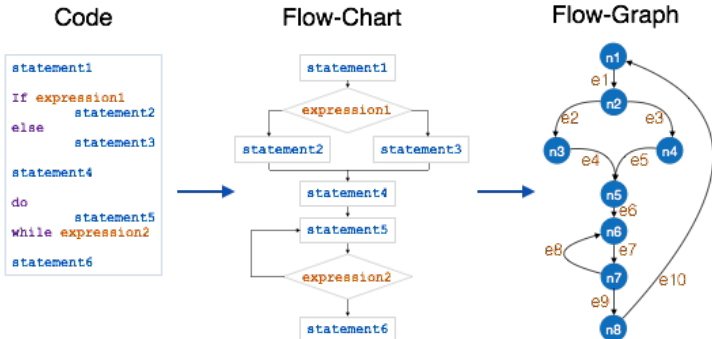 Code
statement1
If expression1
statement2
else
statement3
statement4
do
statement5
while expression2
statement6
Flow-Chart
statement1
expression1
statement2
statement3
statement4
statement5
expression2
statement6
Flow-Graph
n1
e1
n2
e2
e3
n3
n4
e4
e5
n5
e6
n6
e8
e7
n7
e9
e10
n8